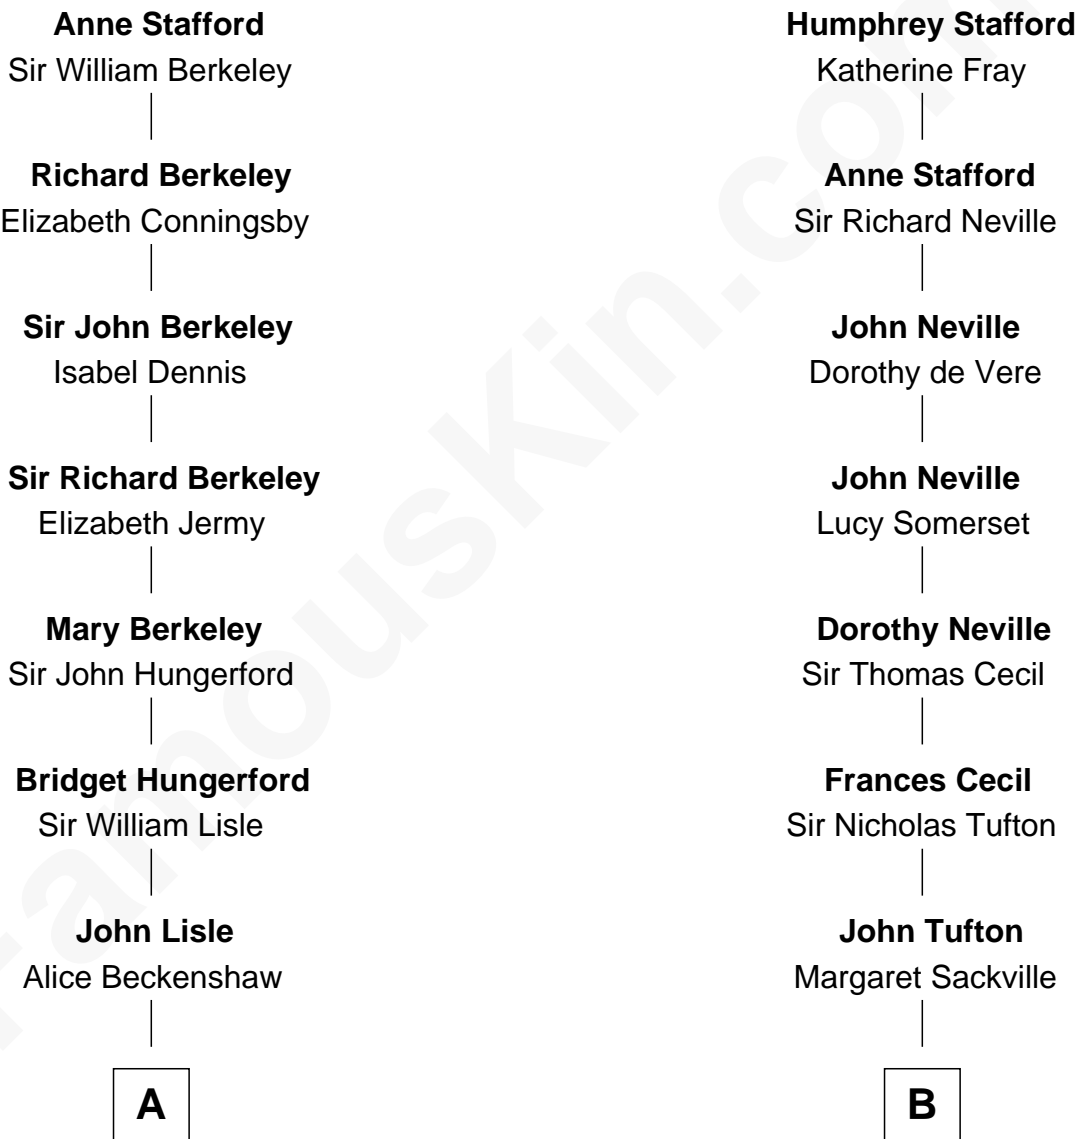 Anne Stafford
Sir William Berkeley
Richard Berkeley
Elizabeth Conningsby
Sir John Berkeley
Isabel Dennis
Sir Richard Berkeley
Elizabeth Jermy
Mary Berkeley
Sir John Hungerford
Bridget Hungerford
Sir William Lisle
John Lisle
Alice Beckenshaw
A
Humphrey Stafford
Katherine Fray
Anne Stafford
Sir Richard Neville
John Neville
Dorothy de Vere
John Neville
Lucy Somerset
Dorothy Neville
Sir Thomas Cecil
Frances Cecil
Sir Nicholas Tufton
John Tufton
Margaret Sackville
B
FamousKin.com